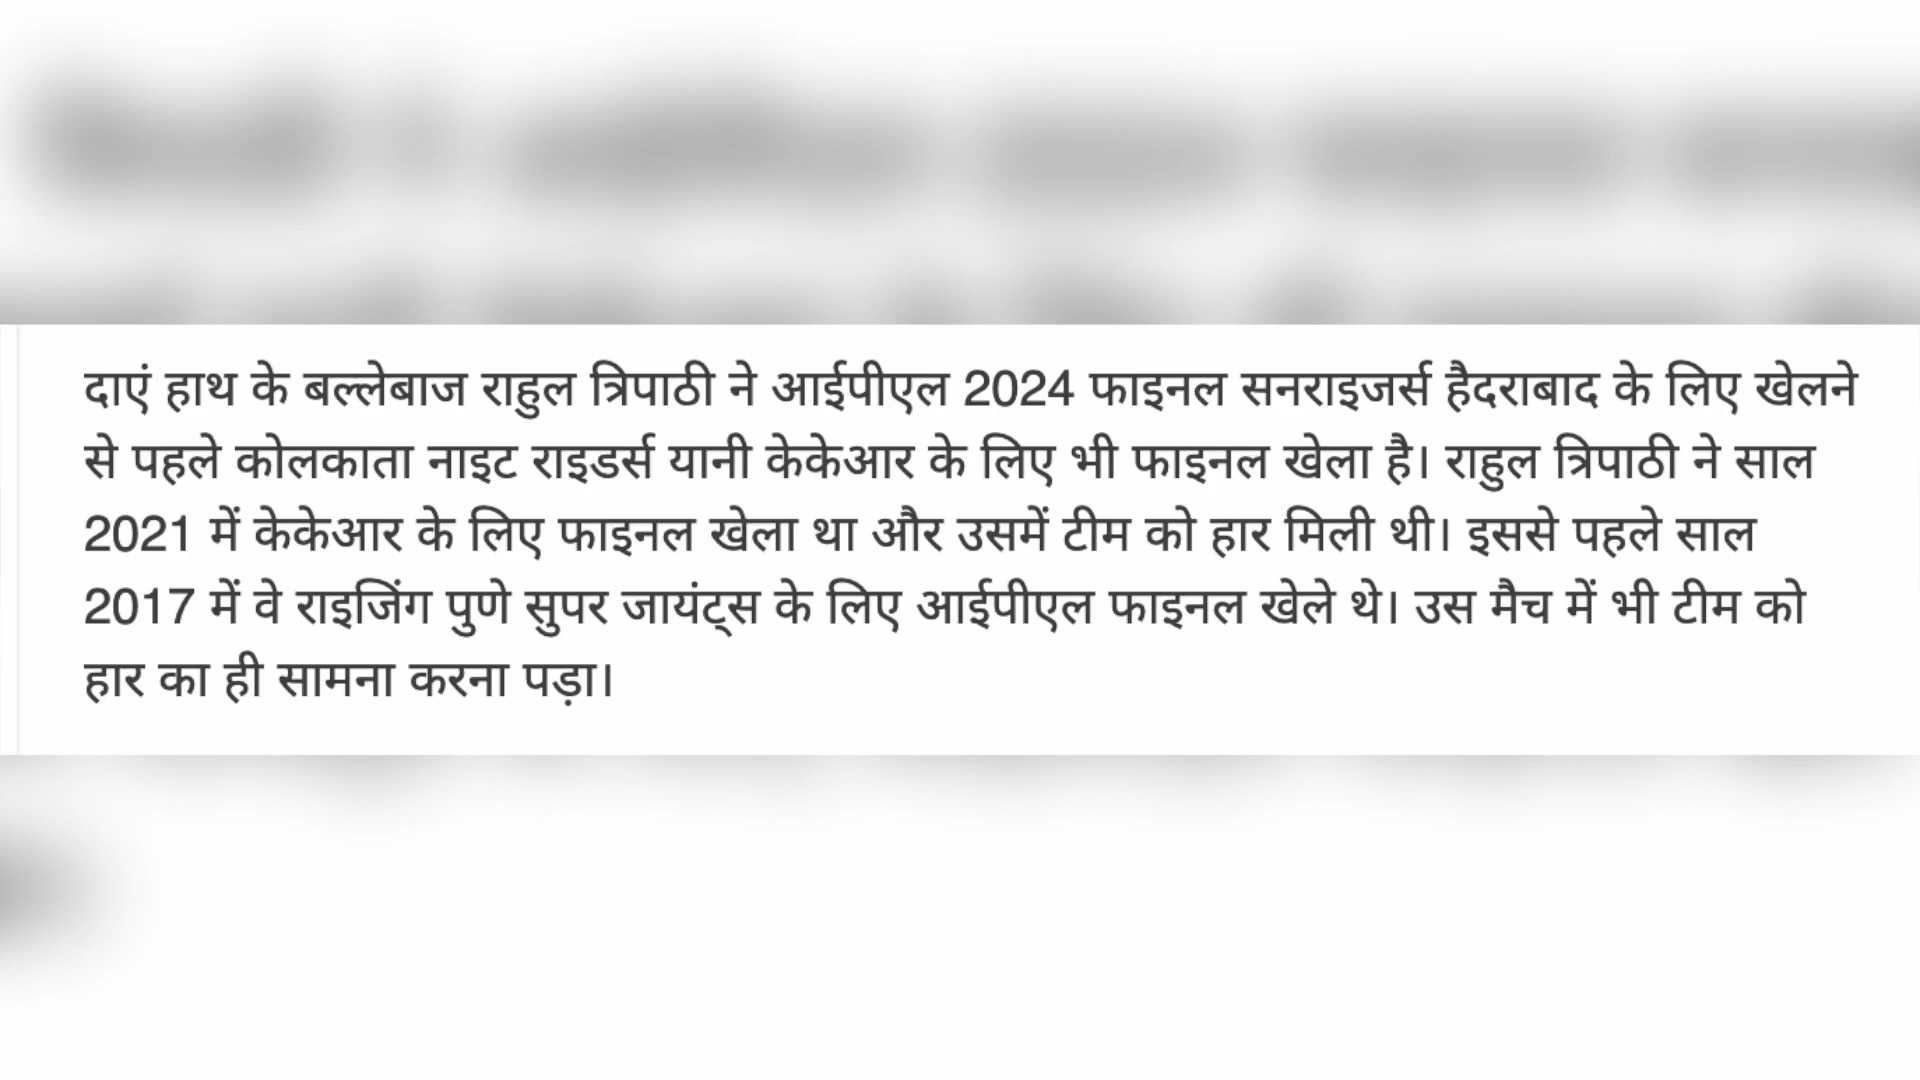 दाएं हाथ के बल्लेबाज राहुल त्रिपाठी ने आईपीएल 2024 फाइनल सनराइजर्स हैदराबाद के लिए खेलने
से पहले कोलकाता नाइट राइडर्स यानी केकेआर के लिए भी फाइनल खेला है। राहुल त्रिपाठी ने साल
2021 में केकेआर के लिए फाइनल खेला था और उसमें टीम को हार मिली थी। इससे पहले साल
2017 में वे राइजिंग पुणे सुपर जायंट्स के लिए आईपीएल फाइनल खेले थे। उस मैच में भी टीम को
हार का ही सामना करना पड़ा।